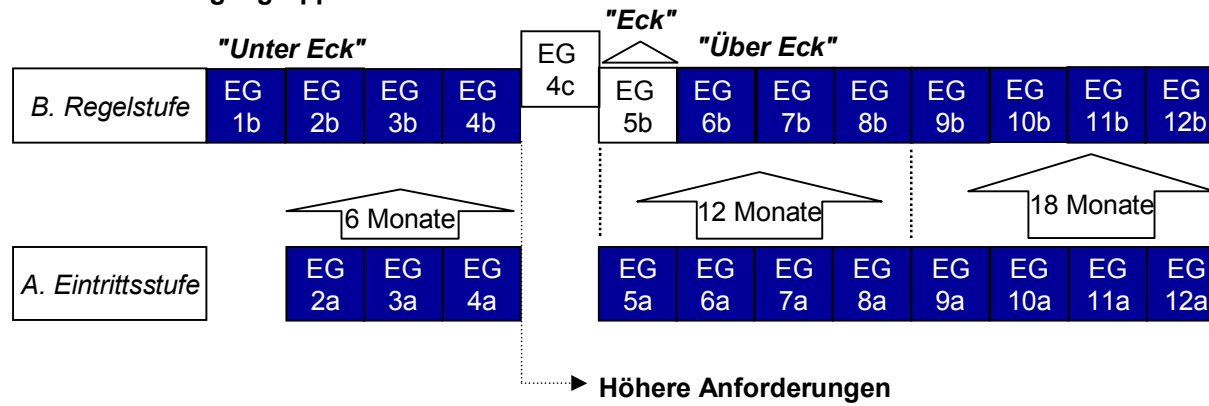 "Eck"
"Unter Eck"
"Über Eck"
EG
4c
B. Regelstufe
EG 1b
EG 2b
EG 3b
EG 4b
EG 5b
EG 6b
EG 7b
EG 8b
EG 9b
EG 10b
EG 11b
EG 12b
6 Monate
12 Monate
18 Monate
A. Eintrittsstufe
EG 2a
EG 3a
EG 4a
EG 5a
EG 6a
EG 7a
EG 8a
EG 9a
EG 10a
EG 11a
EG 12a
Höhere Anforderungen